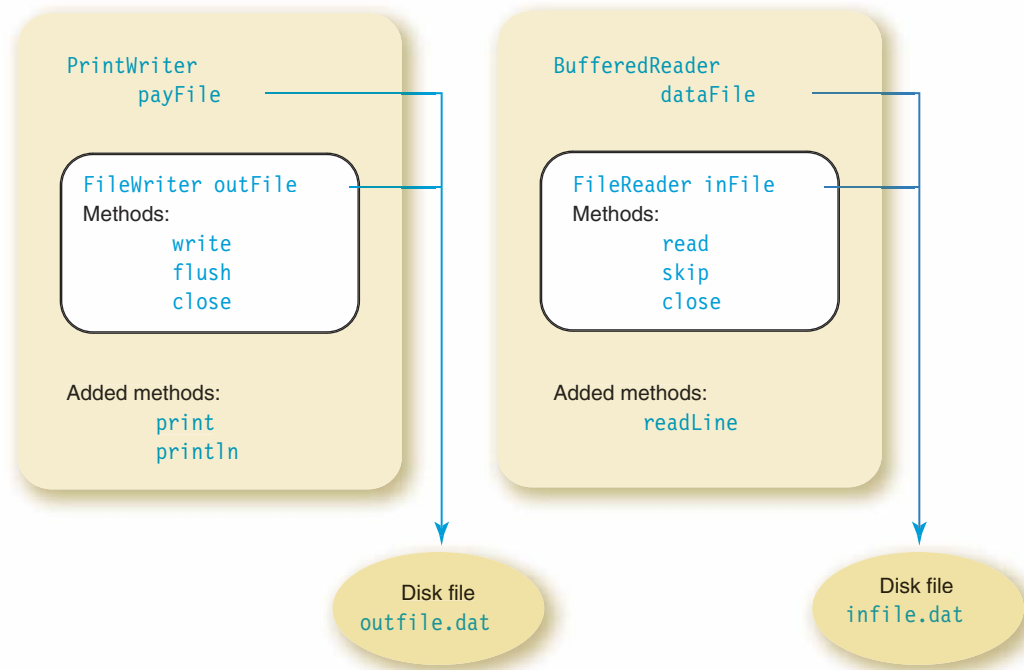 PrintWriter
payFile
FileWriter outFile
Methods:
write
flush
close
Added methods:
print
println
Disk file
outfile.dat
BufferedReader
dataFile
FileReader inFile
Methods:
read
skip
close
Added methods:
readLine
Disk file
infile.dat